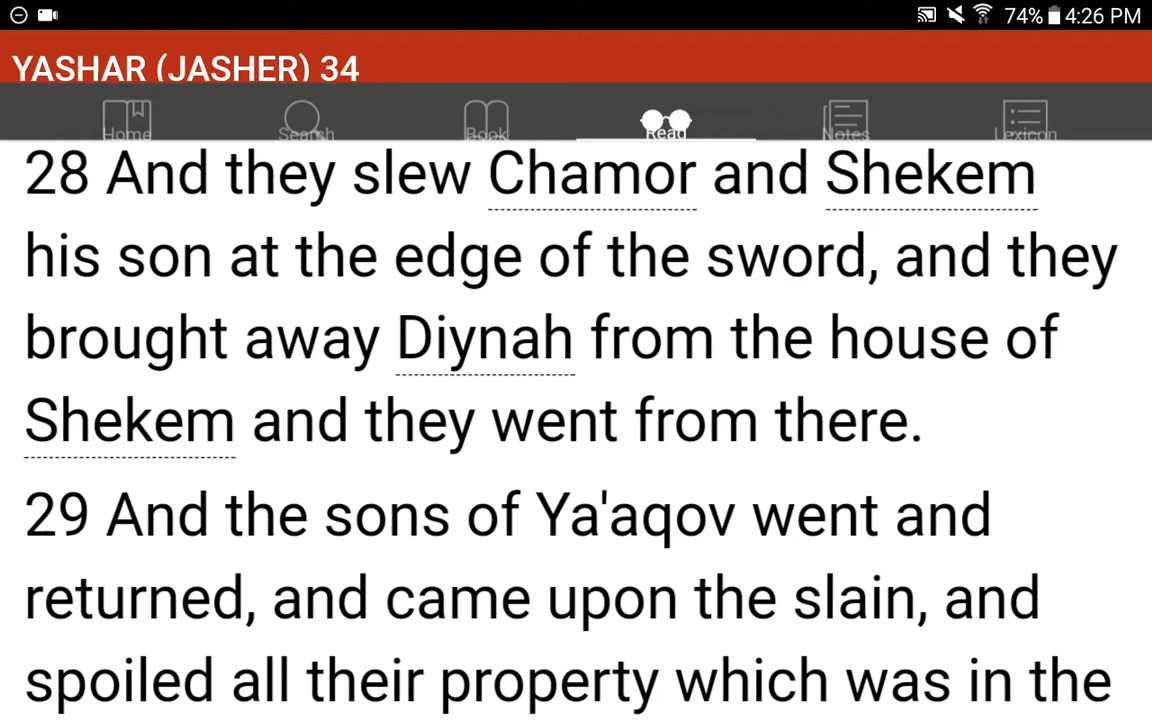 74% 4:26 PM
YASHAR (JASHER) 34
Home Search Book Read Notes Lexicon
28 And they slew Chamor and Shekem
his son at the edge of the sword, and they
brought away Diynah from the house of
Shekem and they went from there.
29 And the sons of Ya'aqov went and
returned, and came upon the slain, and
spoiled all their property which was in the